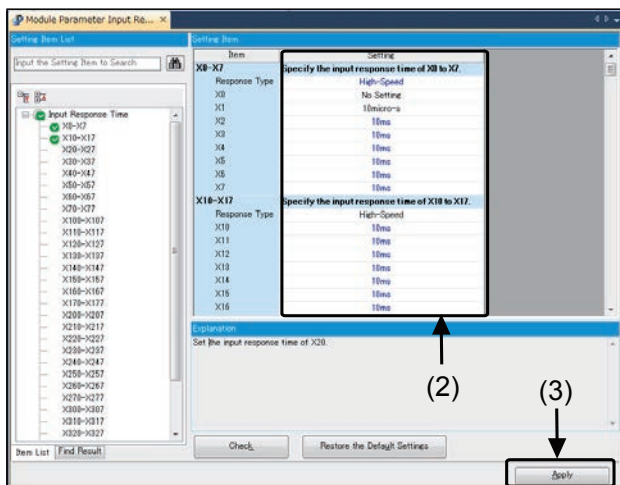 Module Parameter Input Re... ×
Setting Item List
Setting Item
Input the Setting Item to Search
Item Setting
X0-X7 Specify the input response time of X0 to X7.
Response Type High-Speed
X0 No Setting
X1 10micro-s
X2 10ms
X3 10ms
X4 10ms
X5 10ms
X6 10ms
X7 10ms
X10-X17 Specify the input response time of X10 to X17.
Response Type High-Speed
X10 10ms
X11 10ms
X12 10ms
X13 10ms
X14 10ms
X15 10ms
X16 10ms
Input Response Time
X0-X7
X10-X17
X20-X27
X30-X37
X40-X47
X50-X57
X60-X67
X70-X77
X100-X107
X110-X117
X120-X127
X130-X137
X140-X147
X150-X157
X160-X167
X170-X177
X200-X207
X210-X217
X220-X227
X230-X237
X240-X247
X250-X257
X260-X267
X270-X277
X300-X307
X310-X317
X320-X327
Item List Find Result
Explanation
Set the input response time of X20.
(2)
(3)
Check
Restore the Default Settings
Apply